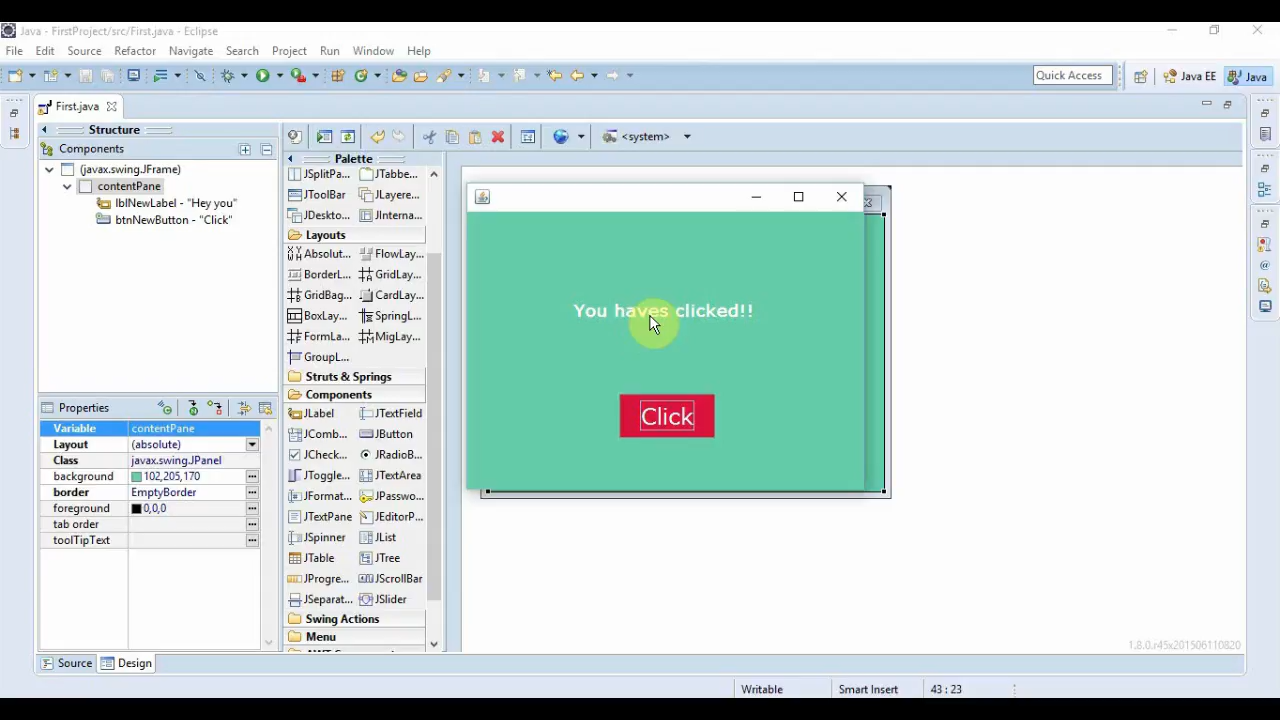 Java - FirstProject/src/First.java - Eclipse
File Edit Source Refactor Navigate Search Project Run Window Help
Quick Access Java EE Java
First.java
Structure
Components
(javax.swing.JFrame)
contentPane
lblNewLabel - "Hey you"
btnNewButton - "Click"
Properties
Variable contentPane
Layout (absolute)
Class javax.swing.JPanel
background 102,205,170
border EmptyBorder
foreground 0,0,0
tab order
toolTipText
<system>
Palette
JSplitPa... JTabbe...
JToolBar JLayere...
JDeskto... JInterna...
Layouts
Absolut... FlowLay...
BorderL... GridLay...
GridBag... CardLay...
BoxLay... SpringL...
FormLa... MigLay...
GroupL...
Struts & Springs
Components
JLabel JTextField
JComb... JButton
JCheck... JRadioB...
JToggle... JTextArea
JFormat... JPasswo...
JTextPane JEditorP...
JSpinner JList
JTable JTree
JProgre... JScrollBar
JSeparat... JSlider
Swing Actions
Menu
You haves clicked!!
Click
1.8.0.r45x201506110820
Source Design
Writable Smart Insert 43 : 23